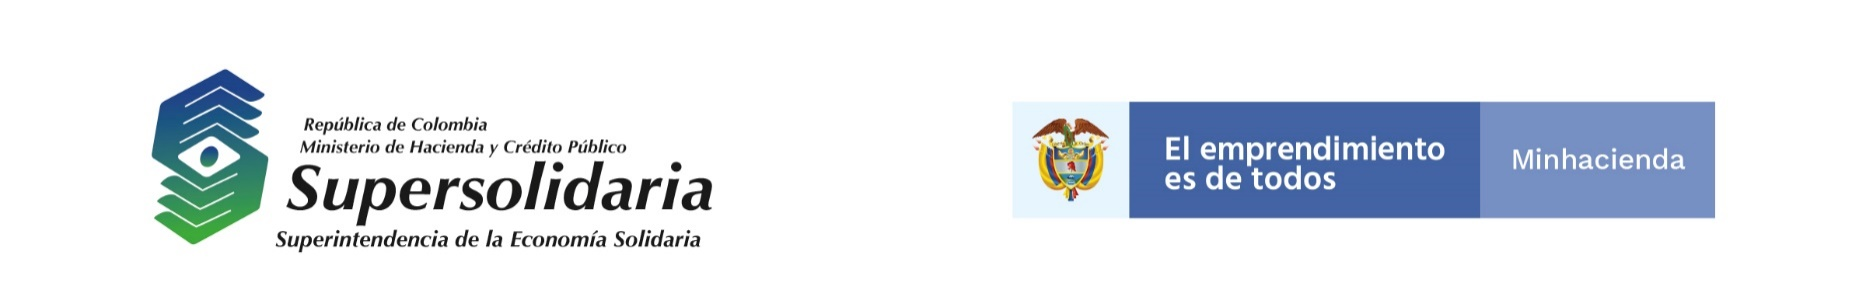 República de Colombia
Ministerio de Hacienda y Crédito Público
Supersolidaria
Superintendencia de la Economía Solidaria
El emprendimiento
es de todos
Minhacienda